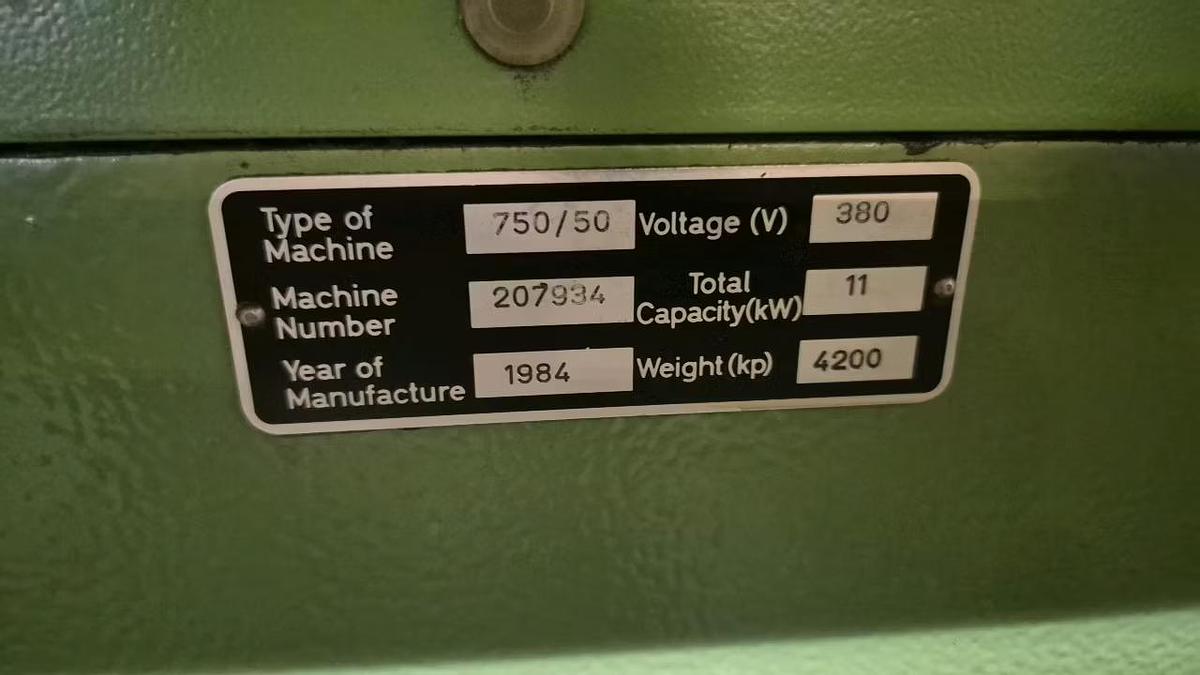 Type of Machine 750/50 Voltage (V) 380
Machine Number 207934 Total Capacity(kW) 11
Year of Manufacture 1984 Weight (kp) 4200